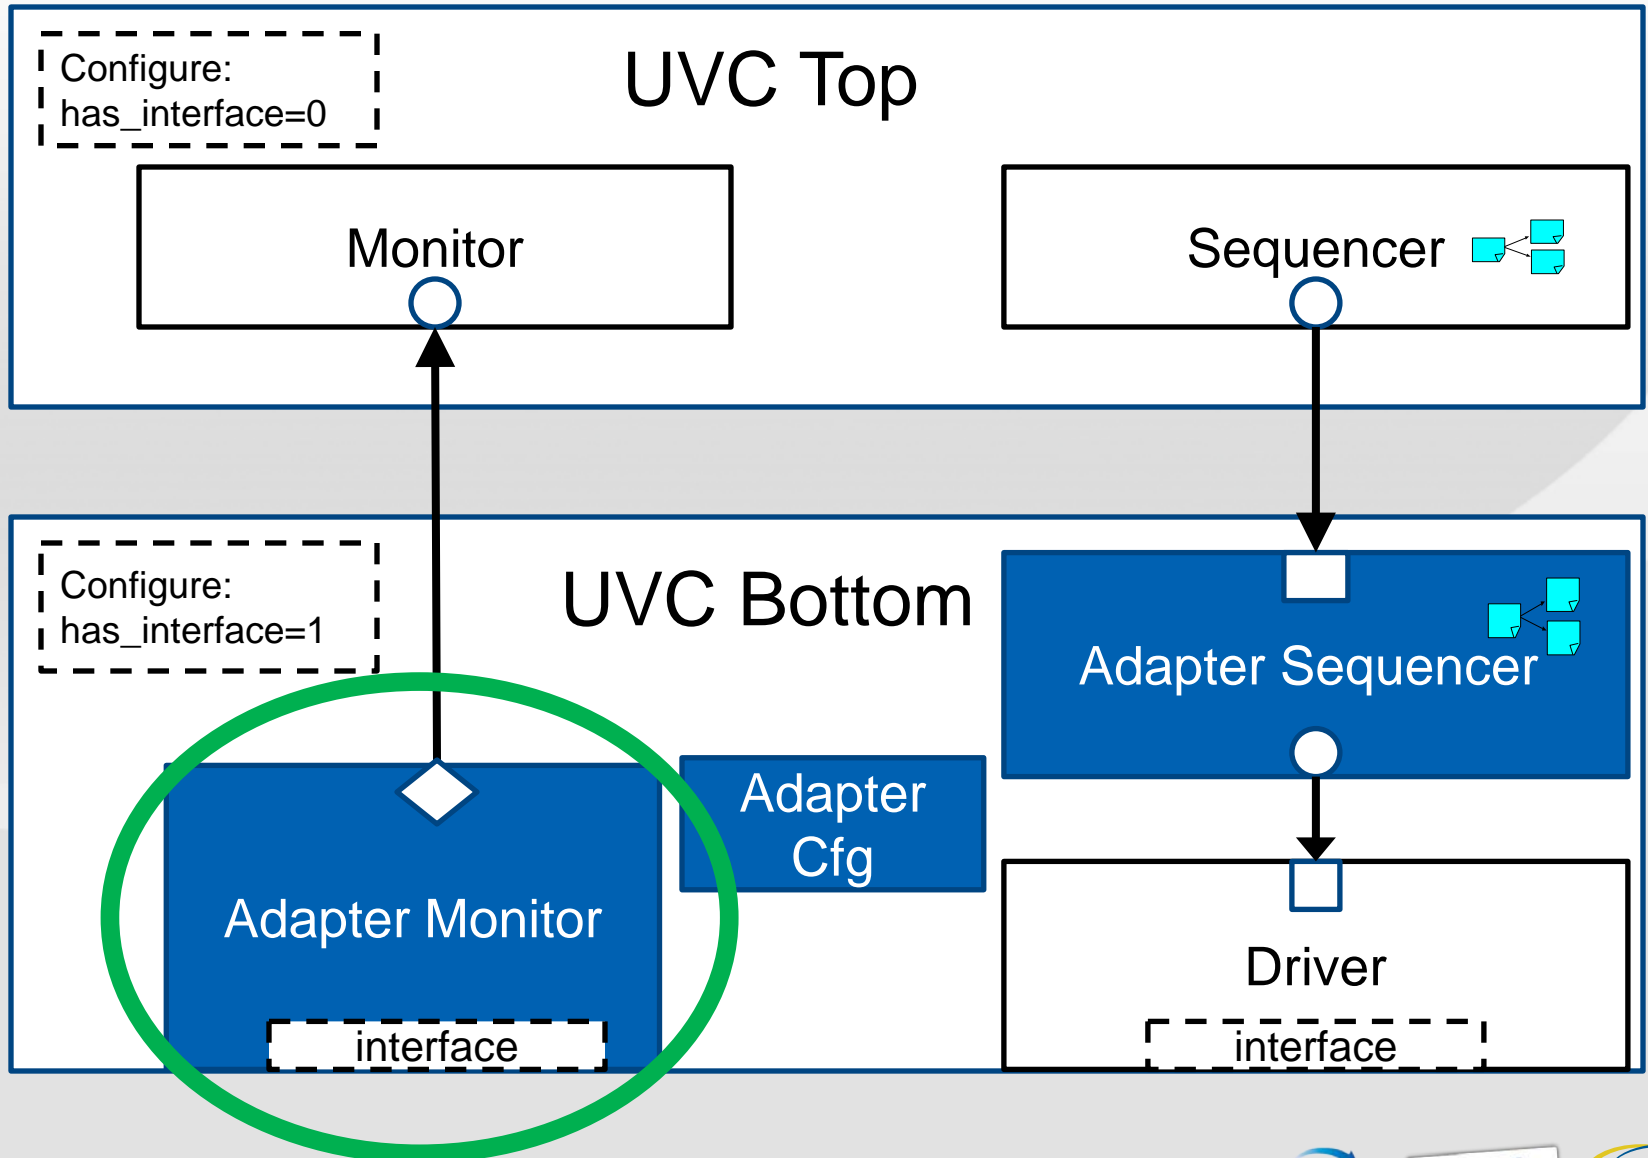 Configure:
has_interface=0
UVC Top
Monitor
Sequencer
Configure:
has_interface=1
UVC Bottom
Adapter Sequencer
Adapter
Cfg
Adapter Monitor
Driver
interface
interface